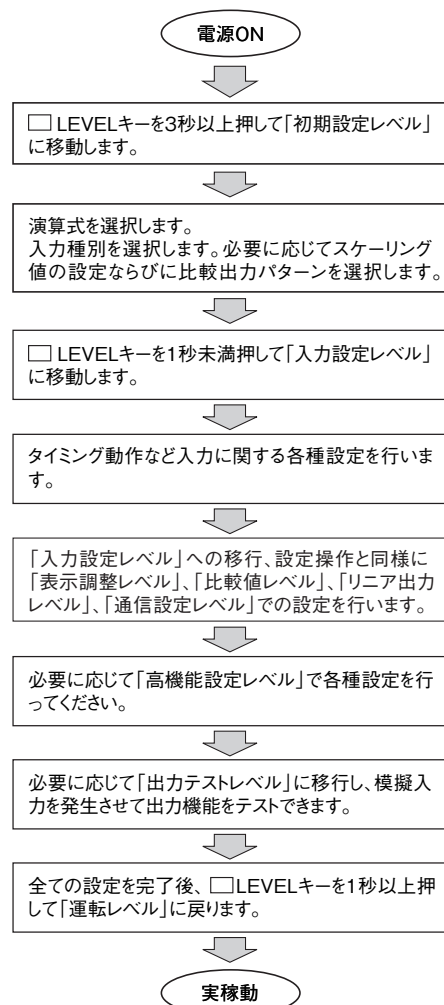 電源ON
□ LEVELキーを3秒以上押して「初期設定レベル」
に移動します。
演算式を選択します。
入力種別を選択します。必要に応じてスケーリング
値の設定ならびに比較出力パターンを選択します。
□ LEVELキーを1秒未満押して「入力設定レベル」
に移動します。
タイミング動作など入力に関する各種設定を行いま
す。
「入力設定レベル」への移行、設定操作と同様に
「表示調整レベル」、「比較値レベル」、「リニア出力
レベル」、「通信設定レベル」での設定を行います。
必要に応じて「高機能設定レベル」で各種設定を行
ってください。
必要に応じて「出力テストレベル」に移行し、模擬入
力を発生させて出力機能をテストできます。
全ての設定を完了後、□LEVELキーを1秒以上押
して「運転レベル」に戻ります。
実稼動